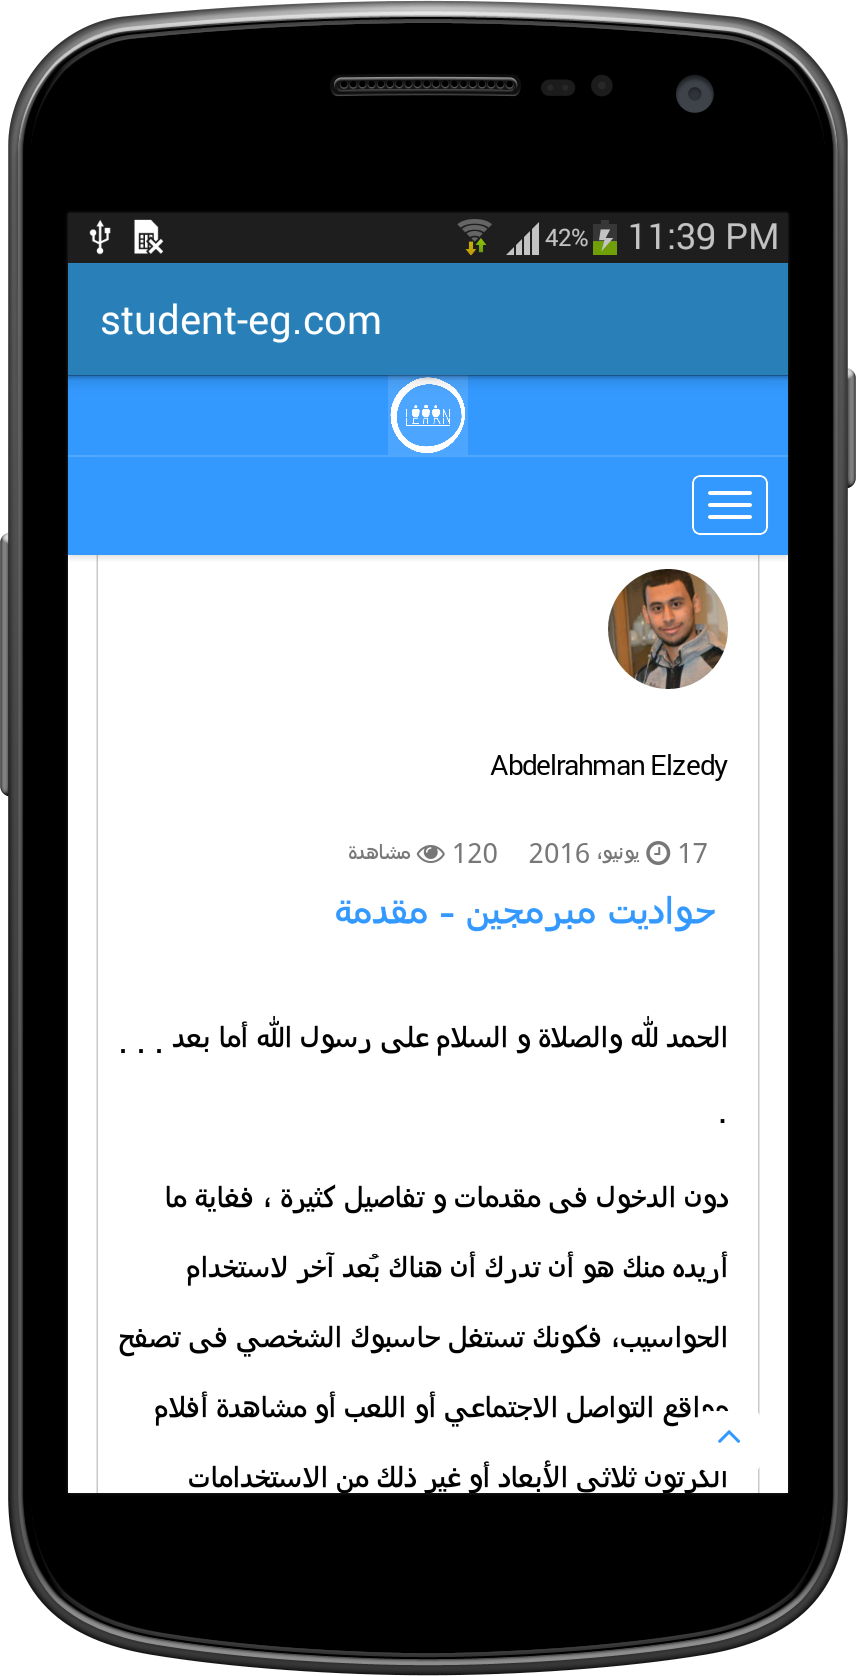 42% 11:39 PM
student-eg.com
LEARN
Abdelrahman Elzedy
17 يونيو، 2016 120 مشاهدة
حواديت مبرمجين - مقدمة
الحمد لله والصلاة و السلام على رسول الله أما بعد . . .
.
دون الدخول فى مقدمات و تفاصيل كثيرة ، فغاية ما
أريده منك هو أن تدرك أن هناك بُعد آخر لاستخدام
الحواسيب، فكونك تستغل حاسبوك الشخصي فى تصفح
مواقع التواصل الاجتماعي أو اللعب أو مشاهدة أفلام
الكرتون ثلاثى الأبعاد أو غير ذلك من الاستخدامات